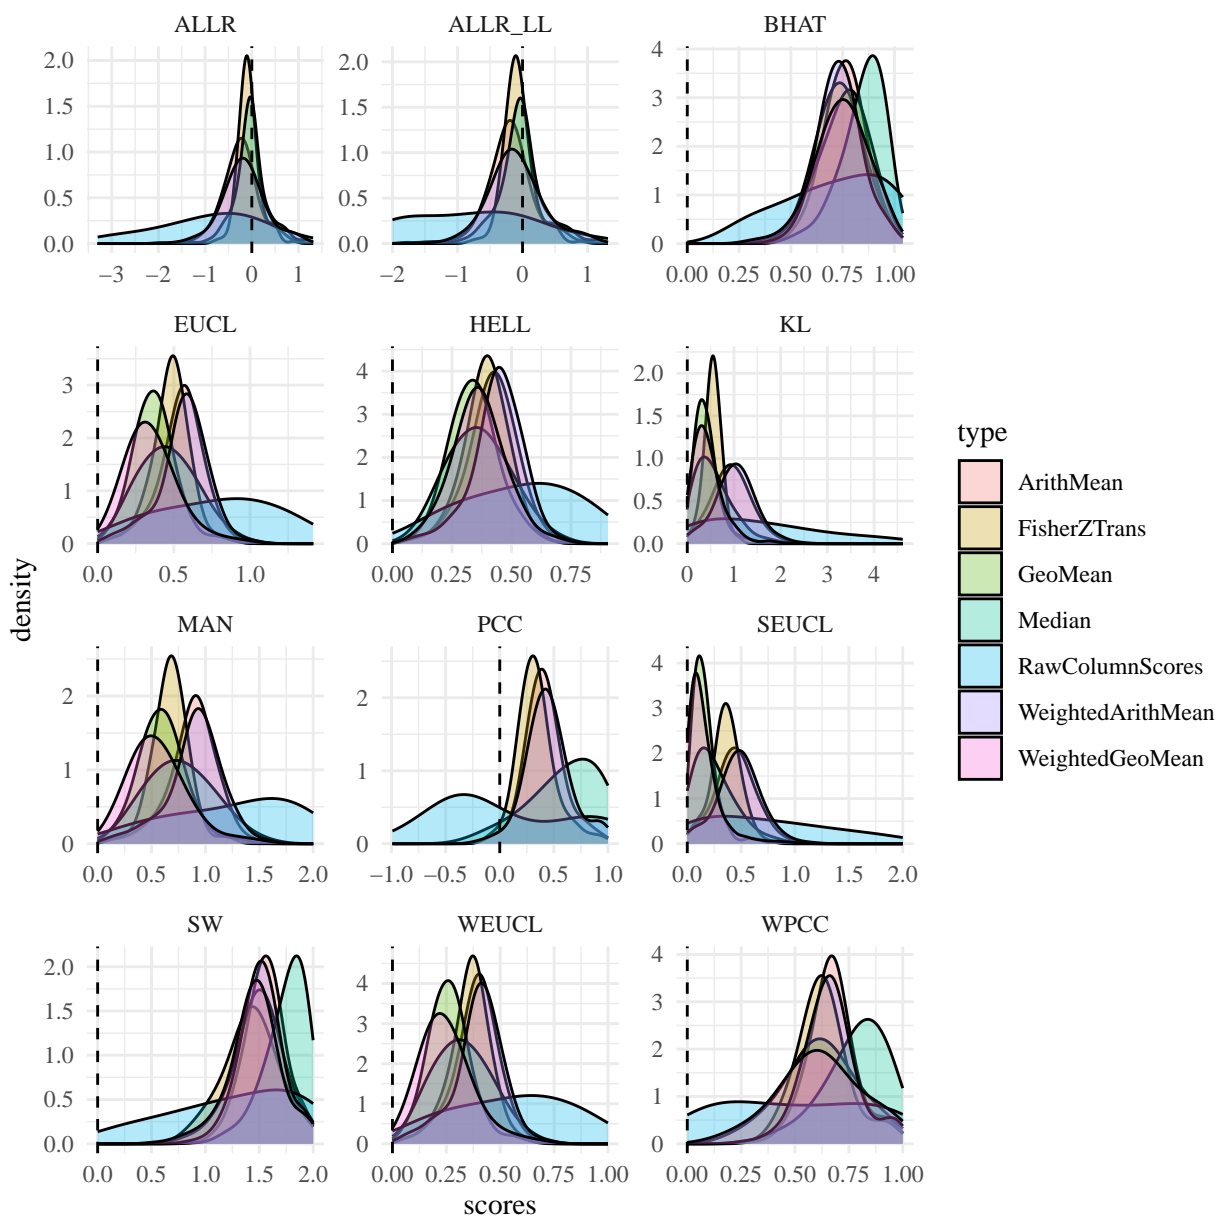 ALLR ALLR_LL BHAT
2.0 2.0 4
1.5 1.5 3
1.0 1.0 2
0.5 0.5 1
0.0 0.0 0
−3 −2 −1 0 1 −2 −1 0 1 0.00 0.25 0.50 0.75 1.00
EUCL HELL KL
3 4 2.0
2 3 1.5
1 2 1.0
0 1 0.5
0 0.0
0.0 0.5 1.0 0.00 0.25 0.50 0.75 0 1 2 3 4
MAN PCC SEUCL
2 2 4
1 1 3
0 0 2
1
0
0.0 0.5 1.0 1.5 2.0 −1.0 −0.5 0.0 0.5 1.0 0.0 0.5 1.0 1.5 2.0
SW WEUCL WPCC
2.0 4 4
1.5 3 3
1.0 2 2
0.5 1 1
0.0 0 0
0.0 0.5 1.0 1.5 2.0 0.00 0.25 0.50 0.75 1.00 0.00 0.25 0.50 0.75 1.00
scores
density
type
ArithMean
FisherZTrans
GeoMean
Median
RawColumnScores
WeightedArithMean
WeightedGeoMean